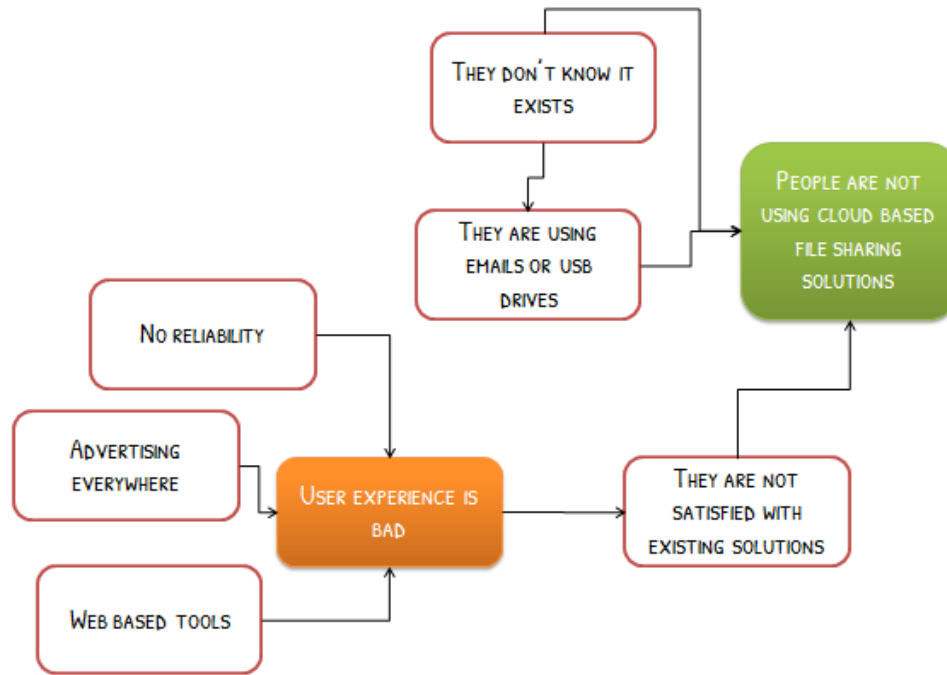 They don't know it
exists
People are not
using cloud based
file sharing
solutions
They are using
emails or usb
drives
No reliability
Advertising
everywhere
User experience is
bad
They are not
satisfied with
existing solutions
Web based tools